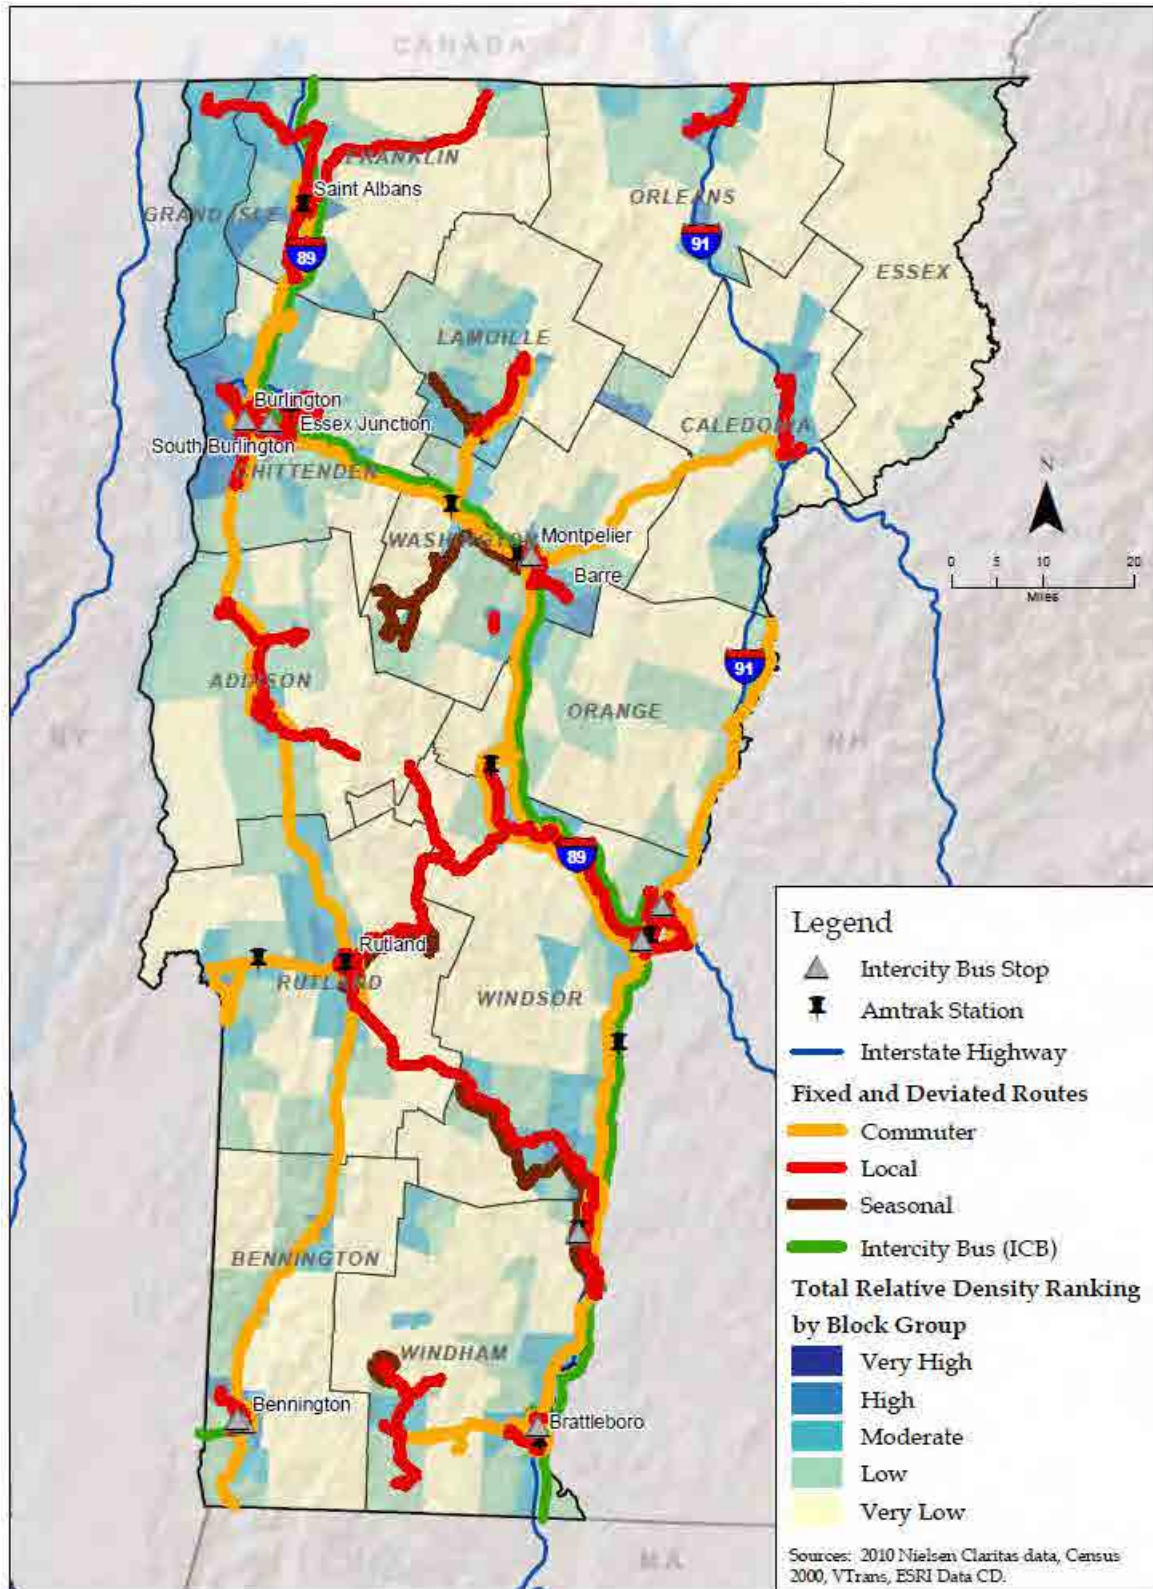 CANADA
FRANKLIN
Saint Albans
GRAND ISLE
ORLEANS
89
91
ESSEX
LAMOILLE
Burlington
Essex Junction
CALEDONIA
South Burlington
CHITTENDEN
N
WASHINGTON
Montpelier
Barre
0 5 10 20
Miles
91
ADDISON
ORANGE
NY
NH
89
Rutland
RUTLAND
WINDSOR
BENNINGTON
WINDHAM
Bennington
Brattleboro
MA
Legend
Intercity Bus Stop
Amtrak Station
Interstate Highway
Fixed and Deviated Routes
Commuter
Local
Seasonal
Intercity Bus (ICB)
Total Relative Density Ranking
by Block Group
Very High
High
Moderate
Low
Very Low
Sources: 2010 Nielsen Claritas data, Census
2000, VTrans, ESRI Data CD.